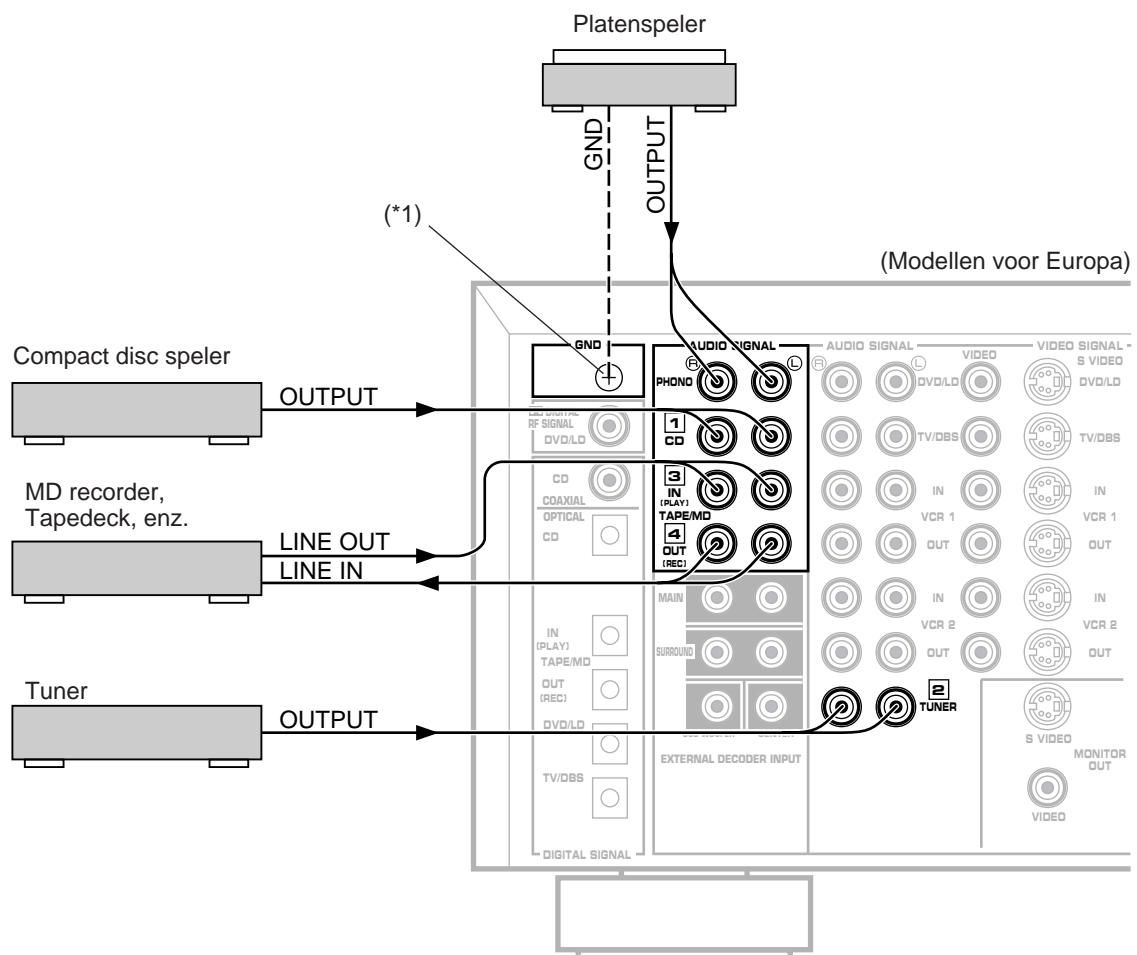 Platenspeler
GND
OUTPUT
(*1)
(Modellen voor Europa)
Compact disc speler
OUTPUT
MD recorder,
Tapedeck, enz.
LINE OUT
LINE IN
Tuner
OUTPUT
GND
DIGITAL
RF SIGNAL
DVD/LD
CD
COAXIAL
OPTICAL
CD
IN
(PLAY)
TAPE/MD
OUT
(REC)
DVD/LD
TV/DBS
DIGITAL SIGNAL
AUDIO SIGNAL
R
L
PHONO
1
CD
3
IN
(PLAY)
TAPE/MD
4
OUT
(REC)
MAIN
SURROUND
CENTER
EXTERNAL DECODER INPUT
AUDIO SIGNAL
R
L
VIDEO
DVD/LD
TV/DBS
IN
VCR 1
OUT
IN
VCR 2
OUT
2
TUNER
VIDEO SIGNAL
S VIDEO
DVD/LD
TV/DBS
IN
VCR 1
OUT
IN
VCR 2
OUT
S VIDEO
MONITOR
OUT
VIDEO